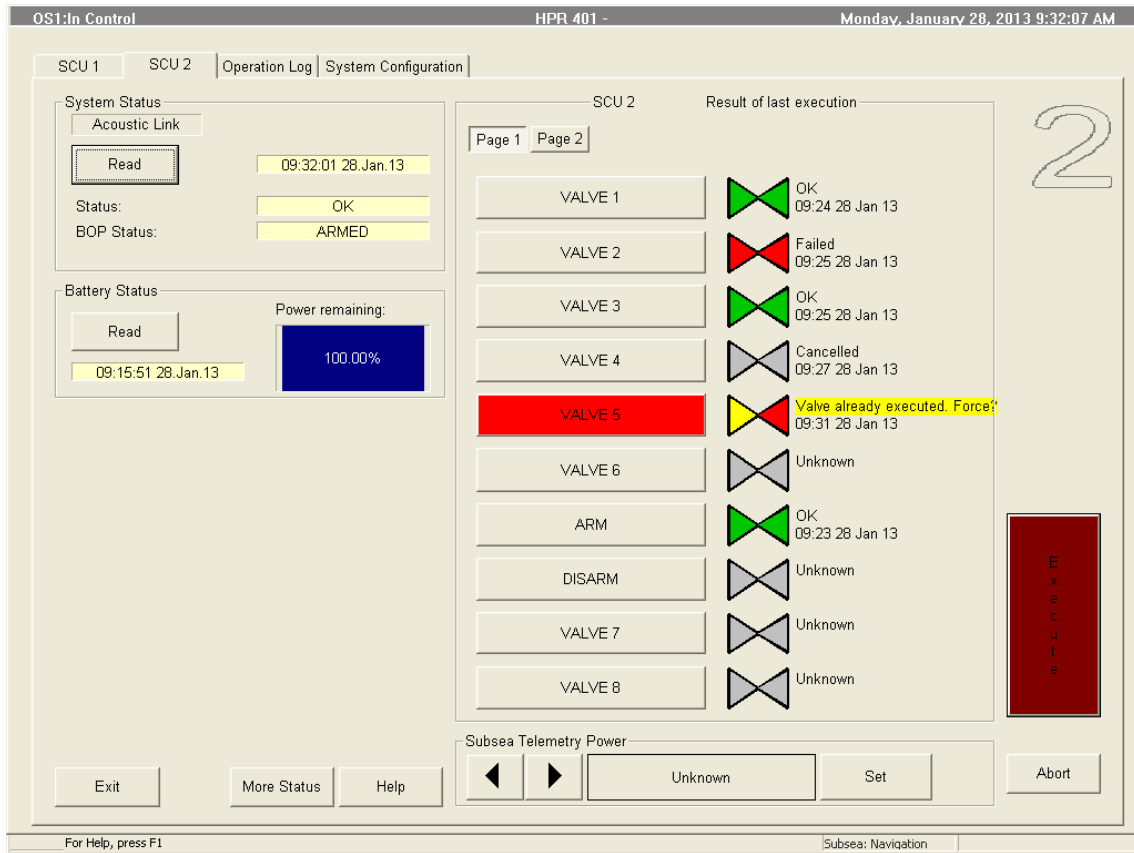 OS1:In Control HPR 401 - Monday, January 28, 2013 9:32:07 AM
SCU 1 SCU 2 Operation Log System Configuration
System Status
Acoustic Link
Read 09:32:01 28.Jan.13
Status: OK
BOP Status: ARMED
Battery Status
Read
Power remaining:
100.00%
09:15:51 28.Jan.13
SCU 2 Result of last execution
Page 1 Page 2
VALVE 1 OK
09:24 28 Jan 13
VALVE 2 Failed
09:25 28 Jan 13
VALVE 3 OK
09:25 28 Jan 13
VALVE 4 Cancelled
09:27 28 Jan 13
VALVE 5 Valve already executed. Force?
09:31 28 Jan 13
VALVE 6 Unknown
ARM OK
09:23 28 Jan 13
DISARM Unknown
VALVE 7 Unknown
VALVE 8 Unknown
2
Execute
Subsea Telemetry Power
Unknown Set
Abort
Exit More Status Help
For Help, press F1 Subsea: Navigation